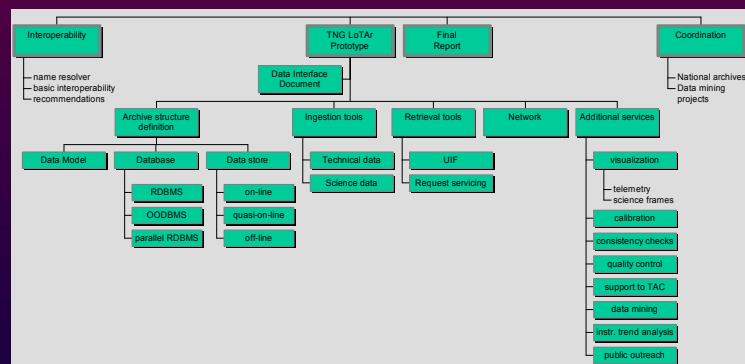 Interoperability
TNG LoTAr
Prototype
Final
Report
Coordination
name resolver
basic interoperability
recommendations
Data Interface
Document
National archives
Data mining
projects
Archive structure
definition
Ingestion tools
Retrieval tools
Network
Additional services
Data Model
Database
Data store
Technical data
UIF
visualization
RDBMS
on-line
Science data
Request servicing
telemetry
science frames
OODBMS
quasi-on-line
calibration
parallel RDBMS
off-line
consistency checks
quality control
support to TAC
data mining
instr. trend analysis
public outreach